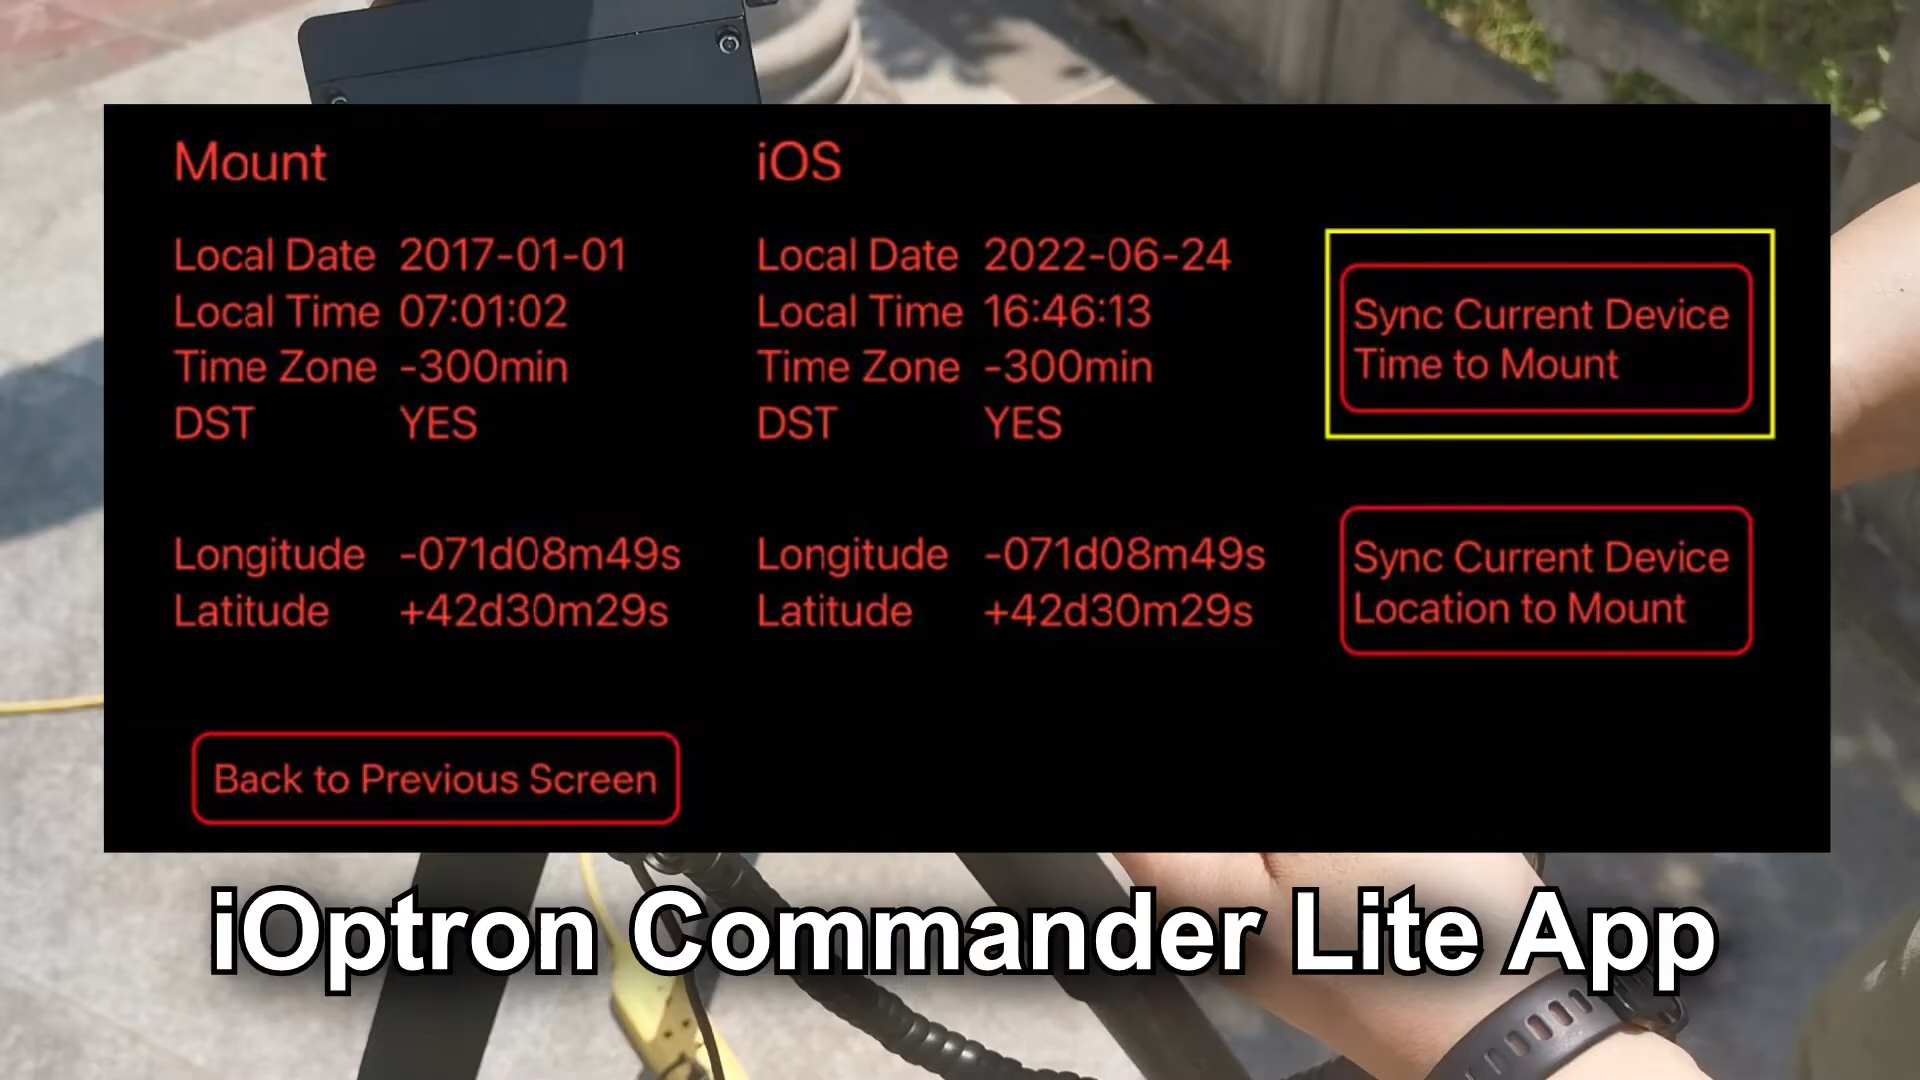 Mount
iOS
Local Date 2017-01-01
Local Time 07:01:02
Time Zone -300min
DST YES
Local Date 2022-06-24
Local Time 16:46:13
Time Zone -300min
DST YES
Sync Current Device
Time to Mount
Longitude -071d08m49s
Latitude +42d30m29s
Longitude -071d08m49s
Latitude +42d30m29s
Sync Current Device
Location to Mount
Back to Previous Screen
iOptron Commander Lite App